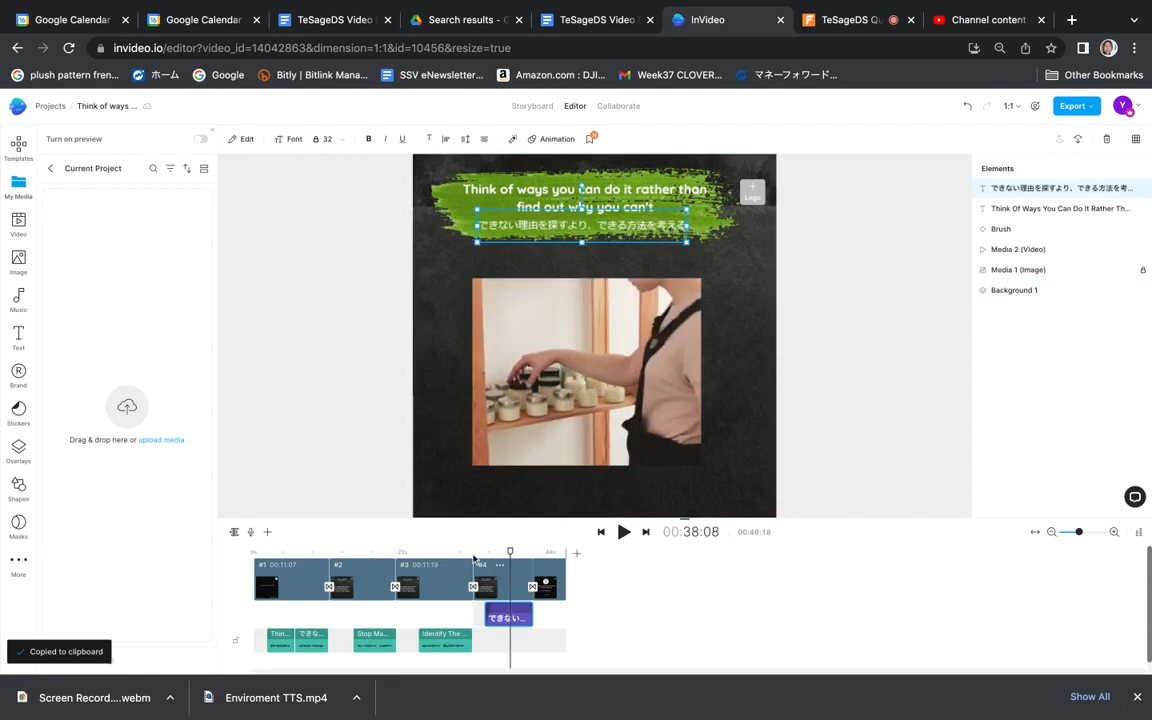 Google Calendar
Google Calendar
TeSageDS Video
Search results - G
TeSageDS Video
InVideo
TeSageDS Qu
Channel content
invideo.io/editor?video_id=14042863&dimension=1:1&id=10456&resize=true
plush pattern fren...
ホーム
Google
Bitly | Bitlink Mana...
SSV eNewsletter...
Amazon.com : DJI...
Week37 CLOVER...
マネーフォワード...
Other Bookmarks
Projects
Think of ways ...
Storyboard
Editor
Collaborate
1:1
Export
Y
Turn on preview
Edit
Font
32
B
I
U
Animation
Templates
My Media
Video
Image
Music
Text
Brand
Stickers
Overlays
Shapes
Masks
More
Current Project
Drag & drop here or upload media
Think of ways you can do it rather than
find out why you can't
できない理由を探すより、できる方法を考える
Logo
Elements
できない理由を探すより、できる方法を考...
Think Of Ways You Can Do It Rather Th...
Brush
Media 2 (Video)
Media 1 (Image)
Background 1
00:38:08
00:46:18
0s
22s
44s
#1 00:11:07
#2
#3 00:11:19
#4
できない...
Thin...
できな...
Stop Ma...
Identify The ...
Copied to clipboard
Screen Record....webm
Enviroment TTS.mp4
Show All